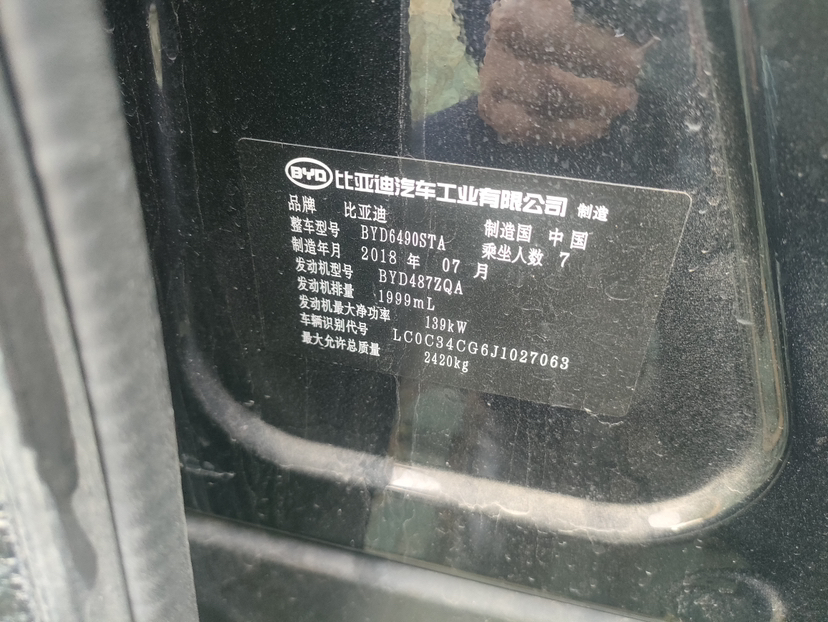 BYD 比亚迪汽车工业有限公司 制造
品牌 比亚迪 制造国 中国
整车型号 BYD6490STA 乘坐人数 7
制造年月 2018 年 07 月
发动机型号 BYD487ZQA
发动机排量 1999mL
发动机最大净功率 139kW
车辆识别代号 LC0C34CG6J1027063
最大允许总质量 2420kg